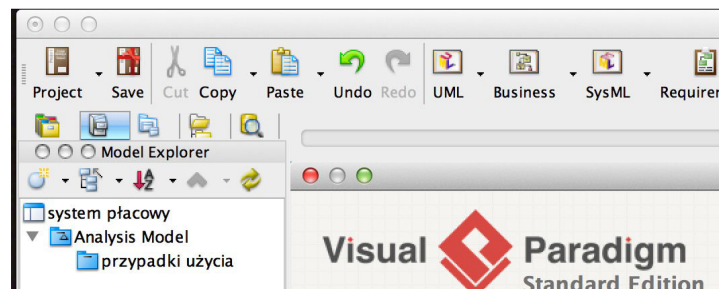 Project Save Cut Copy Paste Undo Redo UML Business SysML
Model Explorer
system płacowy
Analysis Model
przypadki użycia
Visual Paradigm
Standard Edition